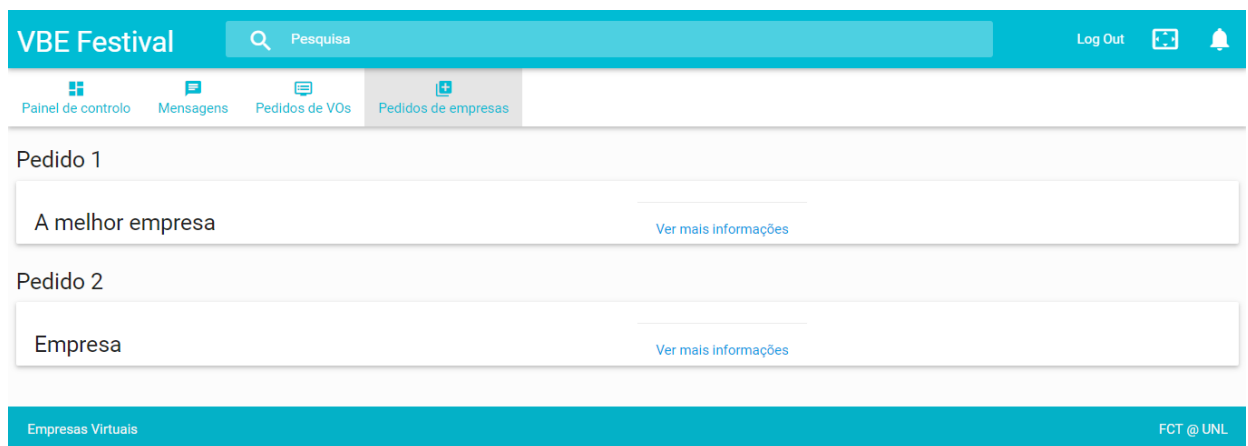 VBE Festival
Pesquisa
Log Out
Painel de controlo
Mensagens
Pedidos de VOs
Pedidos de empresas
Pedido 1
A melhor empresa
Ver mais informações
Pedido 2
Empresa
Ver mais informações
Empresas Virtuais
FCT @ UNL